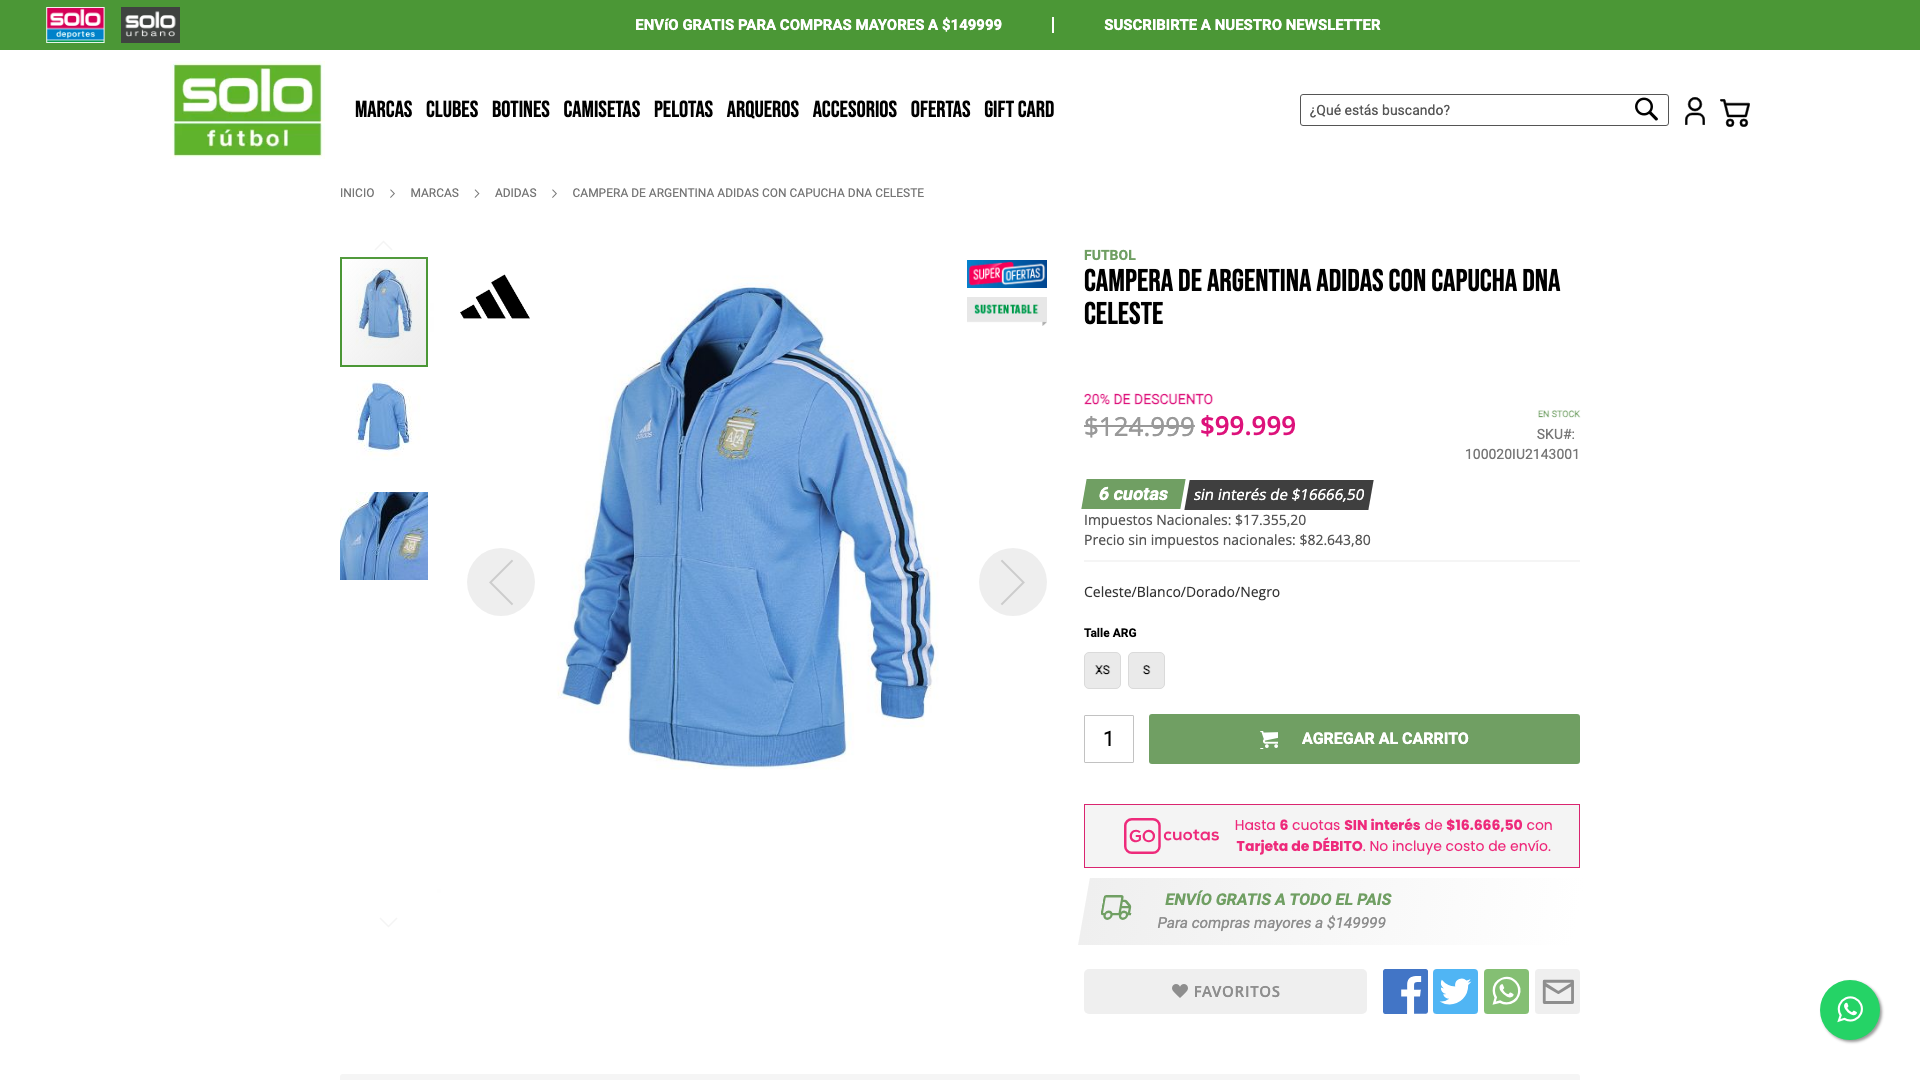 solo
deportes
solo
urbano
ENVíO GRATIS PARA COMPRAS MAYORES A $149999
|
SUSCRIBIRTE A NUESTRO NEWSLETTER
solo
fútbol
MARCAS CLUBES BOTINES CAMISETAS PELOTAS ARQUEROS ACCESORIOS OFERTAS GIFT CARD
¿Qué estás buscando?
INICIO > MARCAS > ADIDAS > CAMPERA DE ARGENTINA ADIDAS CON CAPUCHA DNA CELESTE
SUPER OFERTAS
SUSTENTABLE
adidas
AFA
FUTBOL
CAMPERA DE ARGENTINA ADIDAS CON CAPUCHA DNA
CELESTE
20% DE DESCUENTO
$124.999 $99.999
EN STOCK
SKU#:
100020IU2143001
6 cuotas sin interés de $16666,50
Impuestos Nacionales: $17.355,20
Precio sin impuestos nacionales: $82.643,80
Celeste/Blanco/Dorado/Negro
Talle ARG
XS S
1 AGREGAR AL CARRITO
GO cuotas
Hasta 6 cuotas SIN interés de $16.666,50 con
Tarjeta de DÉBITO. No incluye costo de envío.
ENVÍO GRATIS A TODO EL PAIS
Para compras mayores a $149999
FAVORITOS